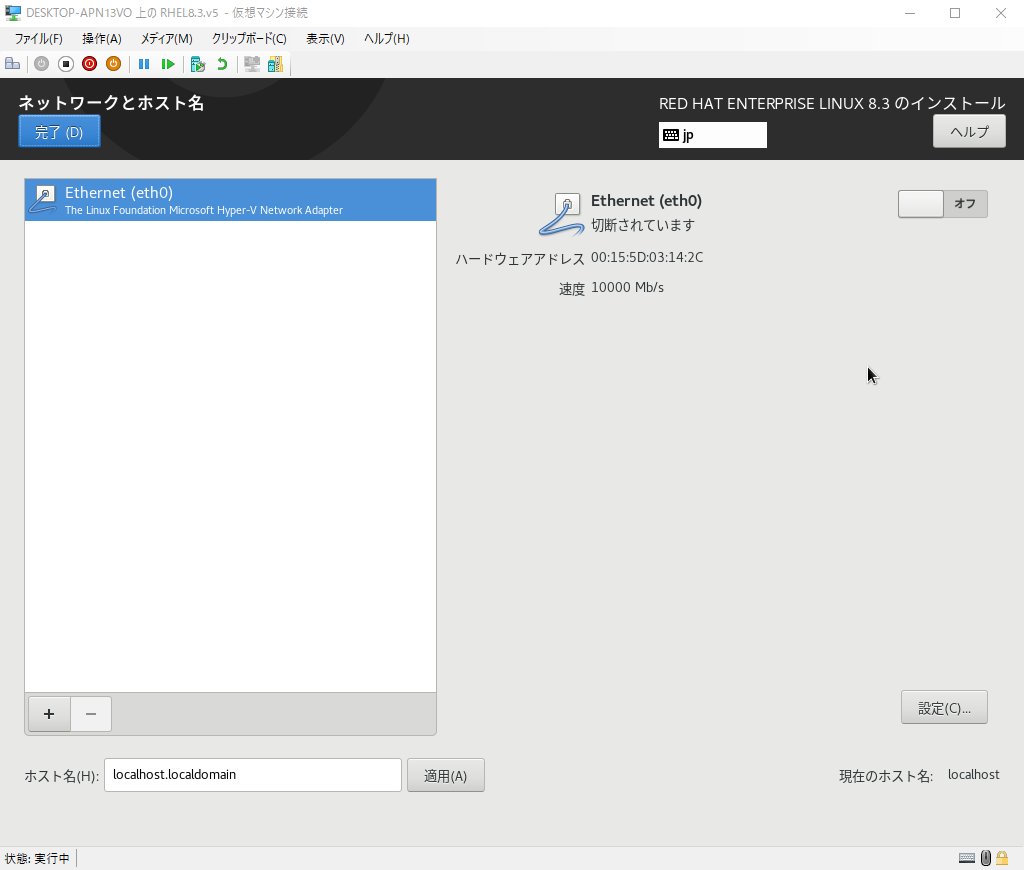 DESKTOP-APN13VO 上の RHEL8.3.v5 - 仮想マシン接続
ファイル(F) 操作(A) メディア(M) クリップボード(C) 表示(V) ヘルプ(H)
ネットワークとホスト名
RED HAT ENTERPRISE LINUX 8.3 のインストール
完了 (D)
jp
ヘルプ
Ethernet (eth0)
The Linux Foundation Microsoft Hyper-V Network Adapter
Ethernet (eth0)
切断されています
オフ
ハードウェアアドレス 00:15:5D:03:14:2C
速度 10000 Mb/s
+ −
設定(C)...
ホスト名(H): localhost.localdomain 適用(A)
現在のホスト名: localhost
状態: 実行中